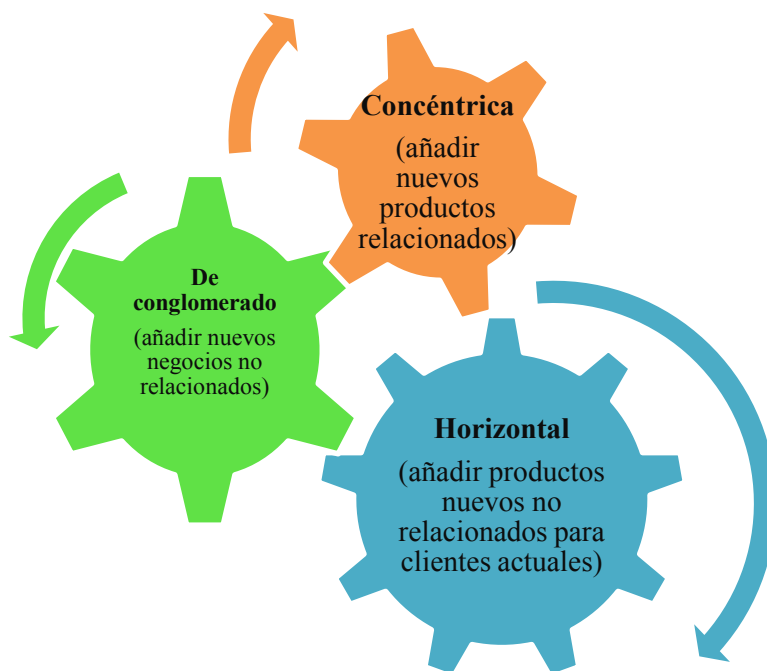 Concéntrica
(añadir
nuevos
productos
relacionados)
De
conglomerado
(añadir nuevos
negocios no
relacionados)
Horizontal
(añadir productos
nuevos no
relacionados para
clientes actuales)